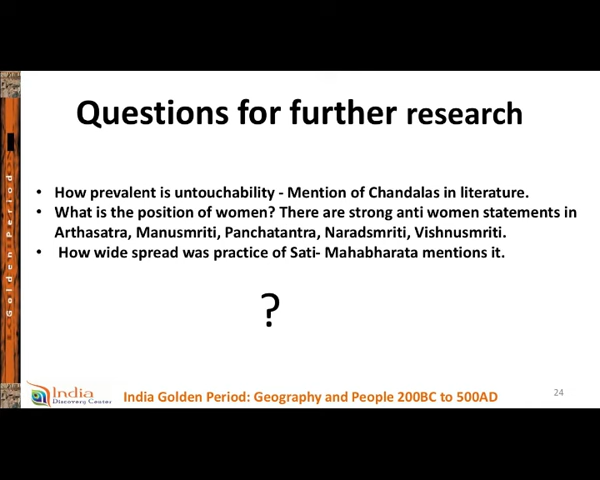 Questions for further research
• How prevalent is untouchability - Mention of Chandalas in literature.
• What is the position of women? There are strong anti women statements in
Arthasatra, Manusmriti, Panchatantra, Naradsmriti, Vishnusmriti.
• How wide spread was practice of Sati- Mahabharata mentions it.
?
Golden Period
India
Discovery Center
India Golden Period: Geography and People 200BC to 500AD
24